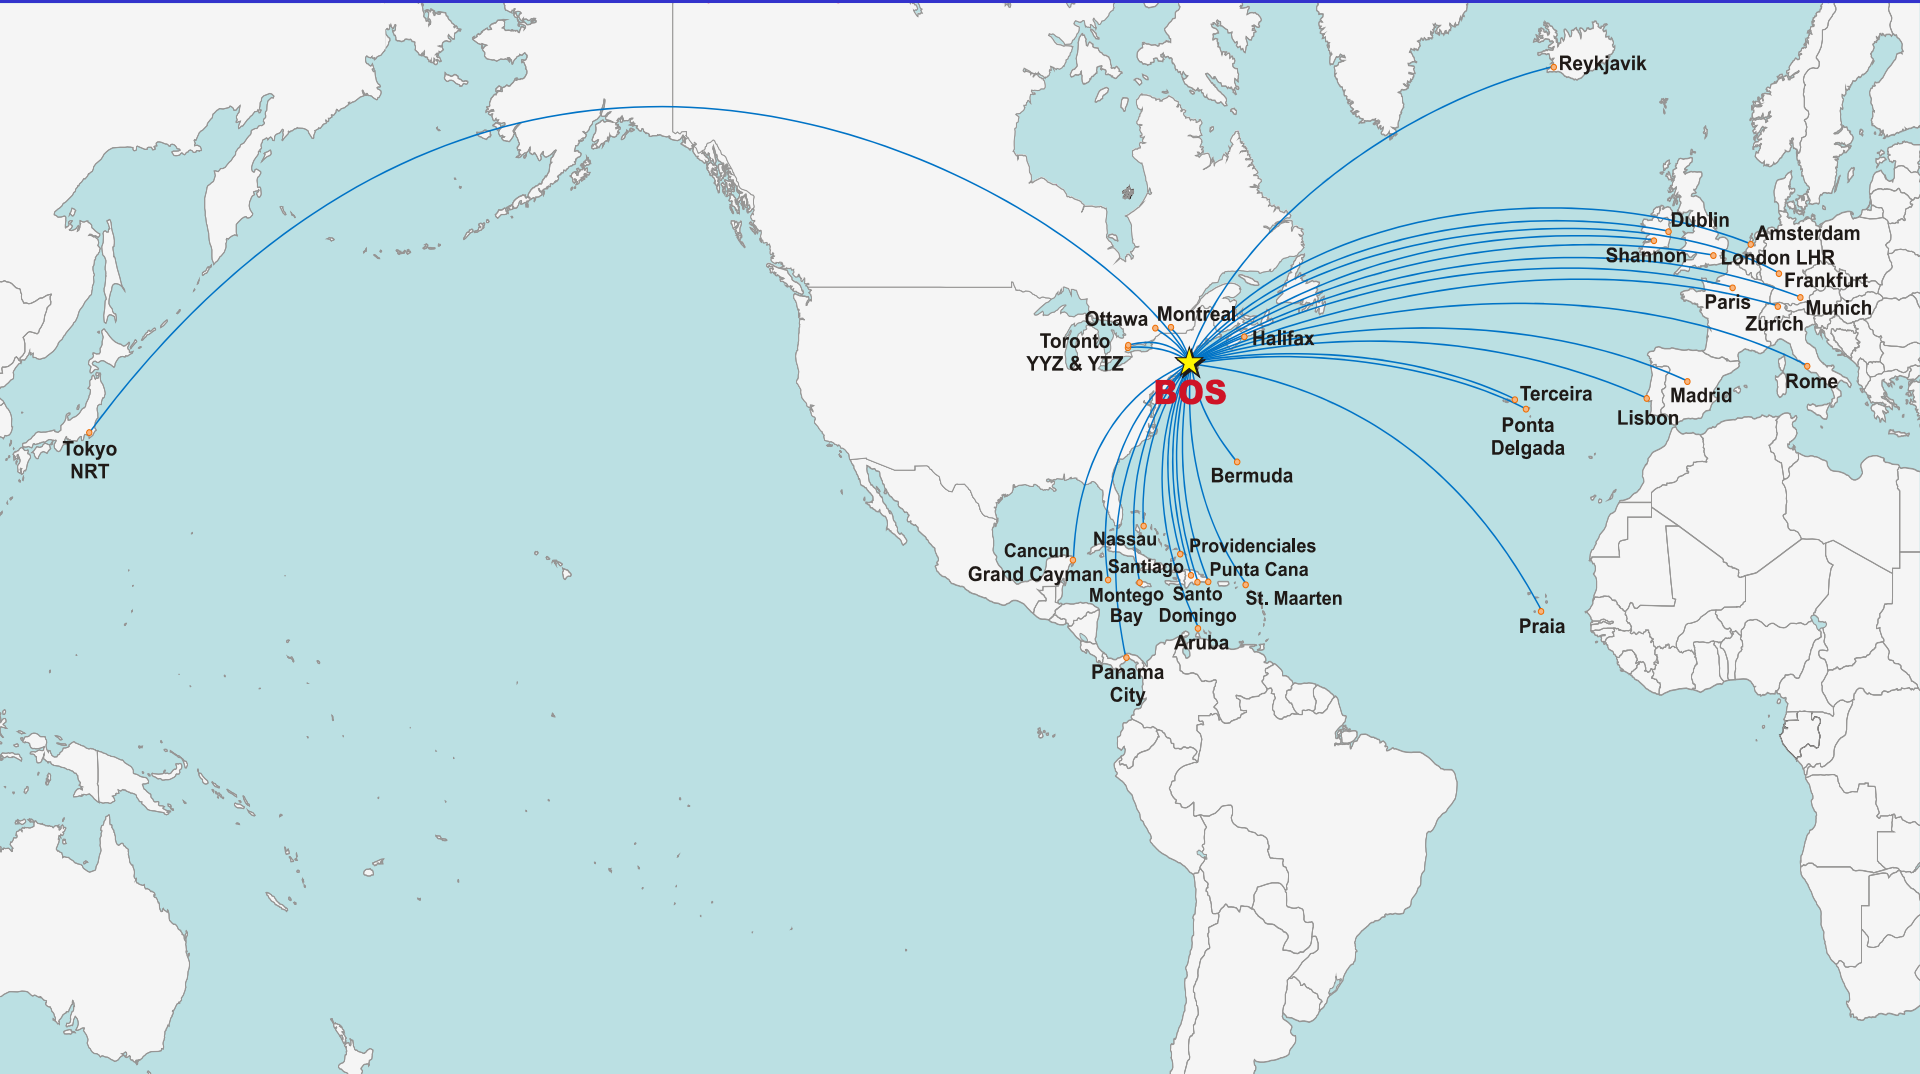 Reykjavik
Dublin
Amsterdam
Shannon
London LHR
Frankfurt
Paris
Munich
Zurich
Ottawa
Montreal
Toronto
YYZ & YTZ
Halifax
BOS
Rome
Madrid
Lisbon
Terceira
Ponta
Delgada
Tokyo
NRT
Bermuda
Nassau
Providenciales
Cancun
Santiago
Punta Cana
Grand Cayman
Montego
Bay
Santo
Domingo
St. Maarten
Aruba
Praia
Panama
City